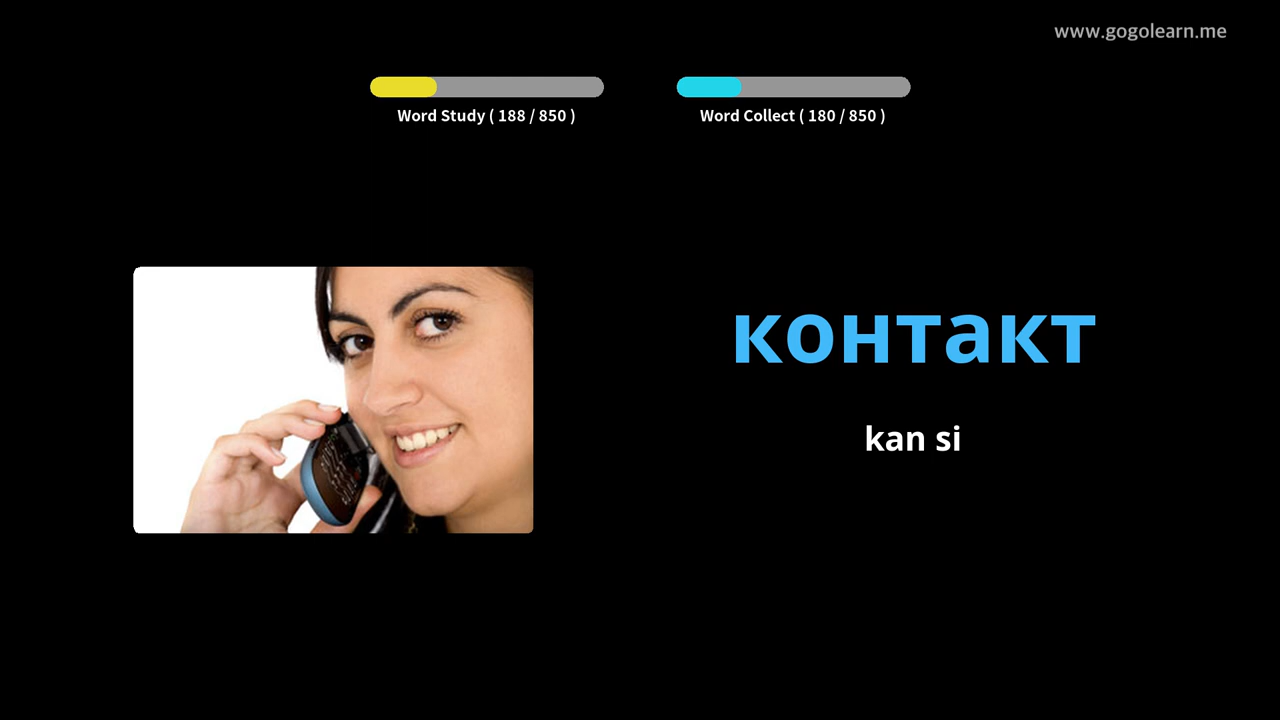 www.gogolearn.me
Word Study ( 188 / 850 )
Word Collect ( 180 / 850 )
контакт
kan si